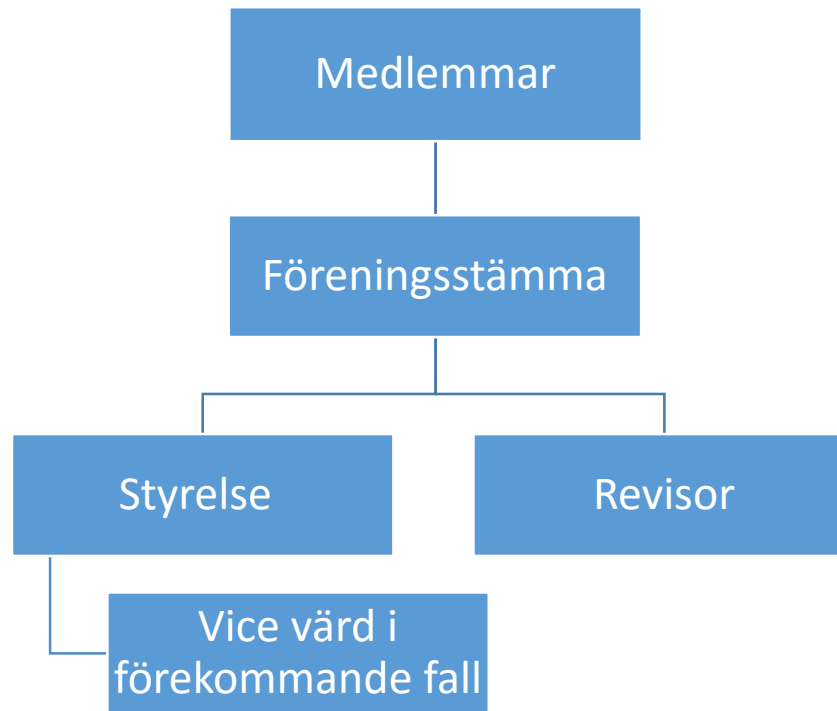 Medlemmar
Föreningsstämma
Styrelse
Revisor
Vice värd i
förekommande fall